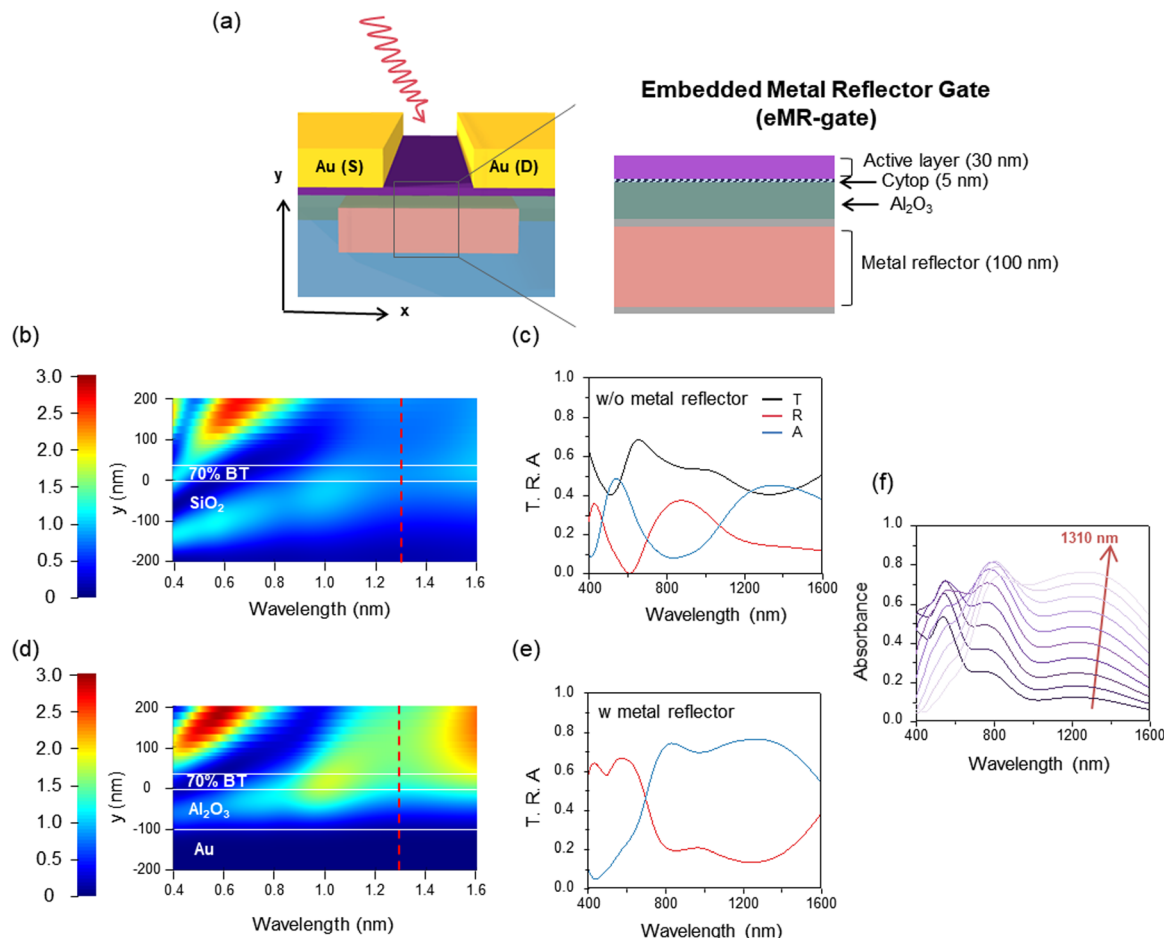 (a)
Au (S)
Au (D)
y
x
Embedded Metal Reflector Gate
(eMR-gate)
Active layer (30 nm)
Cytop (5 nm)
Al₂O₃
Metal reflector (100 nm)
(b)
3.0
2.5
2.0
1.5
1.0
0.5
0
y (nm)
200
100
0
-100
-200
70% BT
SiO₂
0.4 0.6 0.8 1.0 1.2 1.4 1.6
Wavelength (nm)
(c)
T. R. A
1.0
0.8
0.6
0.4
0.2
0.0
w/o metal reflector
T
R
A
400 800 1200 1600
Wavelength (nm)
(d)
3.0
2.5
2.0
1.5
1.0
0.5
0
y (nm)
200
100
0
-100
-200
70% BT
Al₂O₃
Au
0.4 0.6 0.8 1.0 1.2 1.4 1.6
Wavelength (nm)
(e)
T. R. A
1.0
0.8
0.6
0.4
0.2
0.0
w metal reflector
400 800 1200 1600
Wavelength (nm)
(f)
Absorbance
1.0
0.8
0.6
0.4
0.2
0.0
1310 nm
400 800 1200 1600
Wavelength (nm)